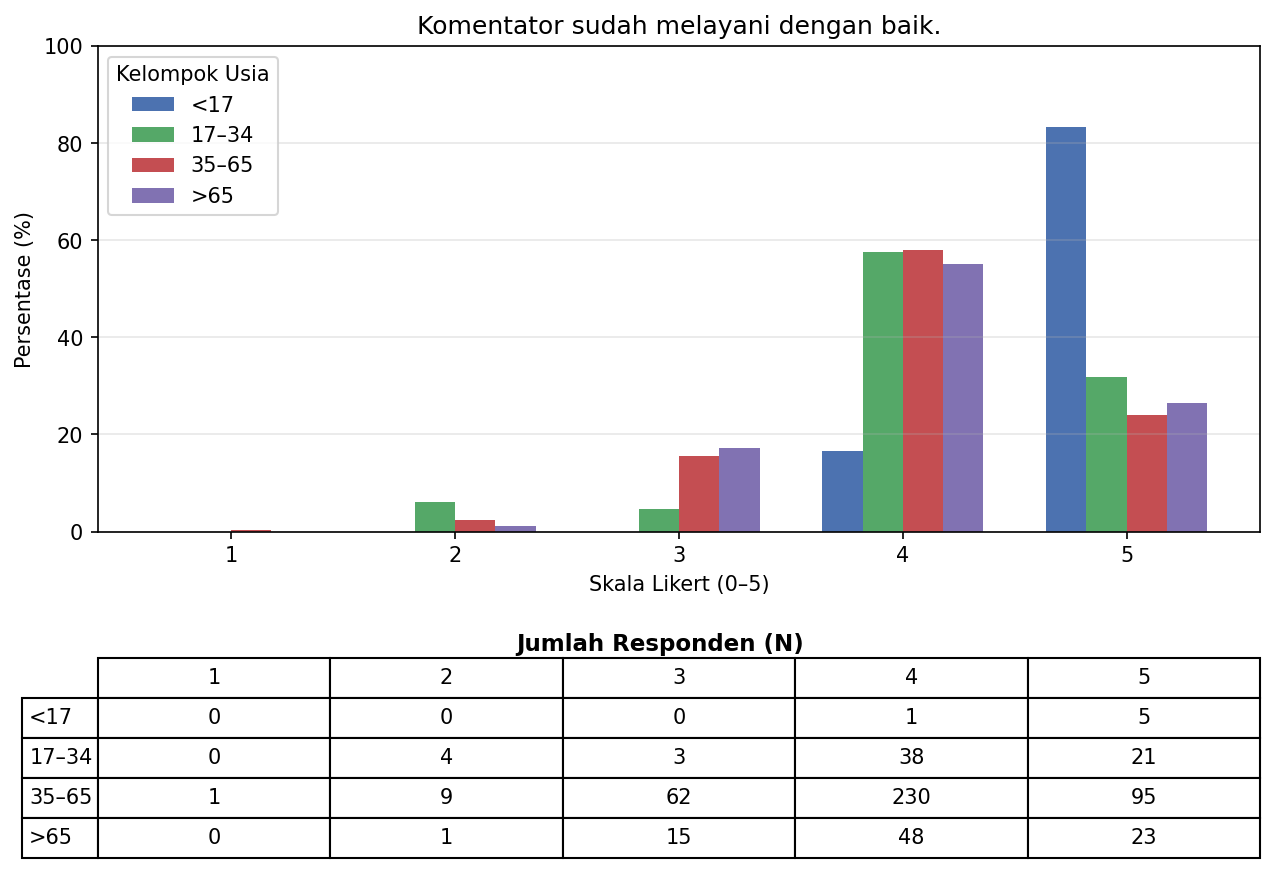 Komentator sudah melayani dengan baik.
100
80
60
40
20
0
Persentase (%)
Kelompok Usia
<17
17–34
35–65
>65
1 2 3 4 5
Skala Likert (0–5)
Jumlah Responden (N)
1 2 3 4 5
<17 0 0 0 1 5
17–34 0 4 3 38 21
35–65 1 9 62 230 95
>65 0 1 15 48 23